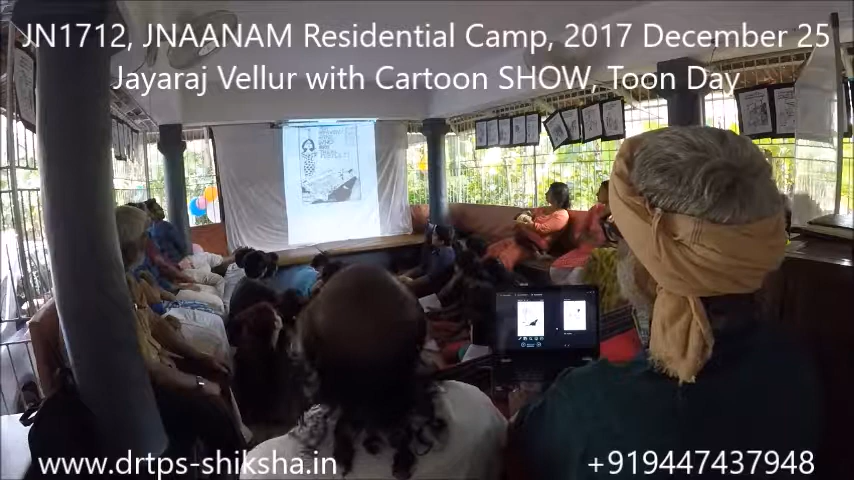 JN1712, JNAANAM Residential Camp, 2017 December 25
Jayaraj Vellur with Cartoon SHOW, Toon Day
www.drtps-shiksha.in
+919447437948